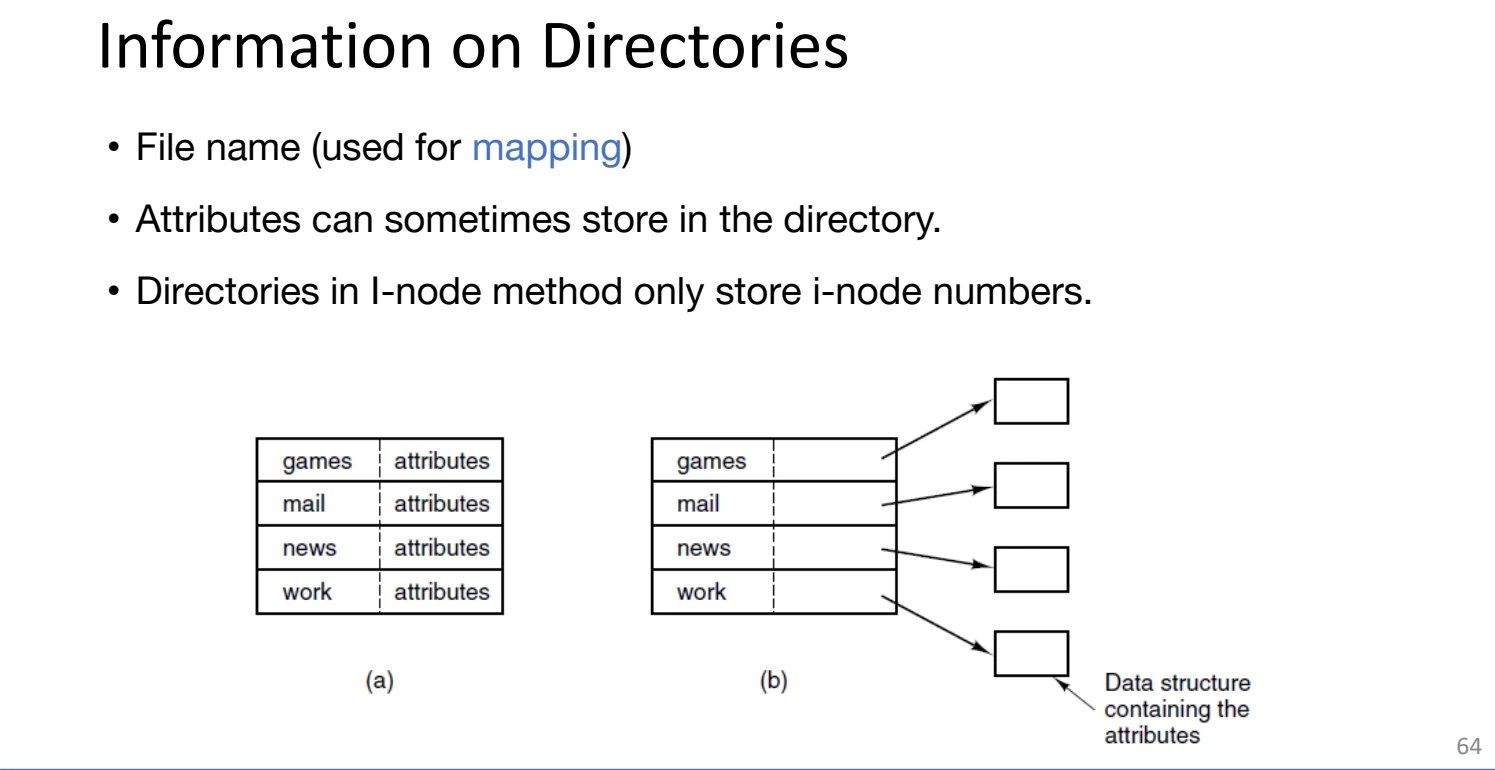 Information on Directories
• File name (used for mapping)
• Attributes can sometimes store in the directory.
• Directories in I-node method only store i-node numbers.
games attributes
mail attributes
news attributes
work attributes
(a)
games
mail
news
work
(b)
Data structure
containing the
attributes
64